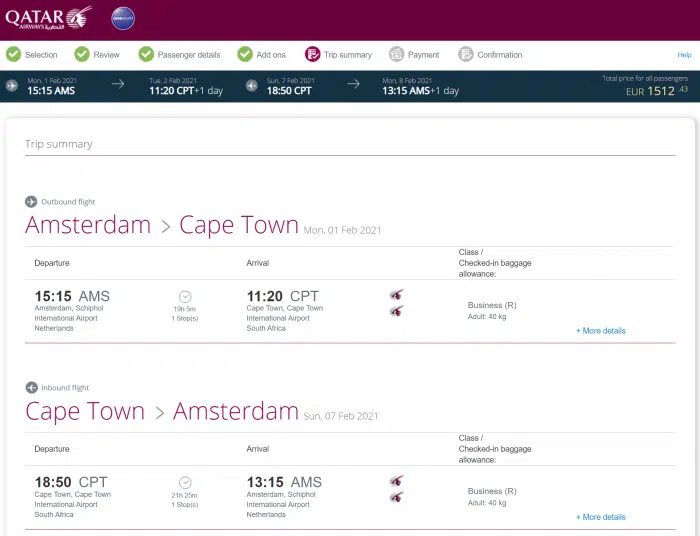 QATAR
AIRWAYS القطرية
oneworld
Selection
Review
Passenger details
Add ons
Trip summary
Payment
Confirmation
Help
Mon, 1 Feb 2021
15:15 AMS
Tue, 2 Feb 2021
11:20 CPT+1 day
Sun, 7 Feb 2021
18:50 CPT
Mon, 8 Feb 2021
13:15 AMS+1 day
Total price for all passengers
EUR 1512 .43
Trip summary
Outbound flight
Amsterdam > Cape Town Mon, 01 Feb 2021
Departure
Arrival
Class /
Checked-in baggage
allowance:
15:15 AMS
Amsterdam, Schiphol
International Airport
Netherlands
19h 5m
1 Stop(s)
11:20 CPT
Cape Town, Cape Town
International Airport
South Africa
Business (R)
Adult: 40 kg
+ More details
Inbound flight
Cape Town > Amsterdam Sun, 07 Feb 2021
Departure
Arrival
Class /
Checked-in baggage
allowance:
18:50 CPT
Cape Town, Cape Town
International Airport
South Africa
21h 25m
1 Stop(s)
13:15 AMS
Amsterdam, Schiphol
International Airport
Netherlands
Business (R)
Adult: 40 kg
+ More details